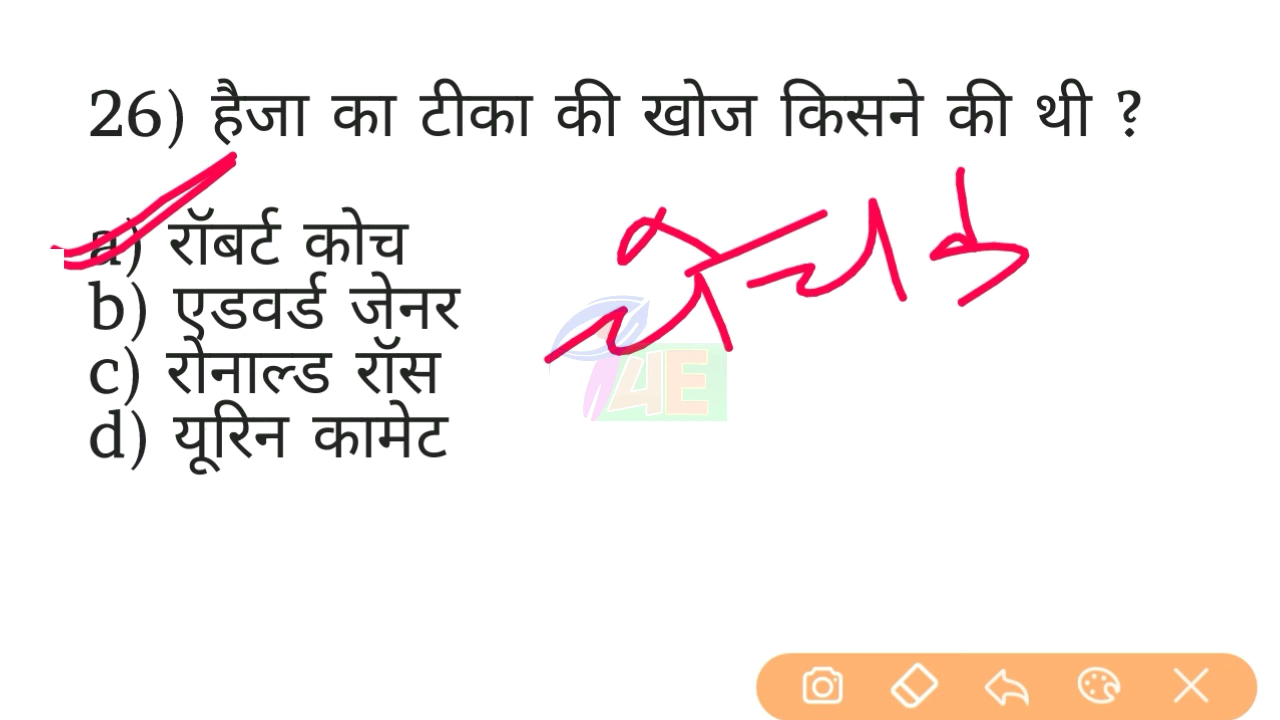 26) हैजा का टीका की खोज किसने की थी ?
a) रॉबर्ट कोच
b) एडवर्ड जेनर
c) रोनाल्ड रॉस
d) यूरिन कामेट